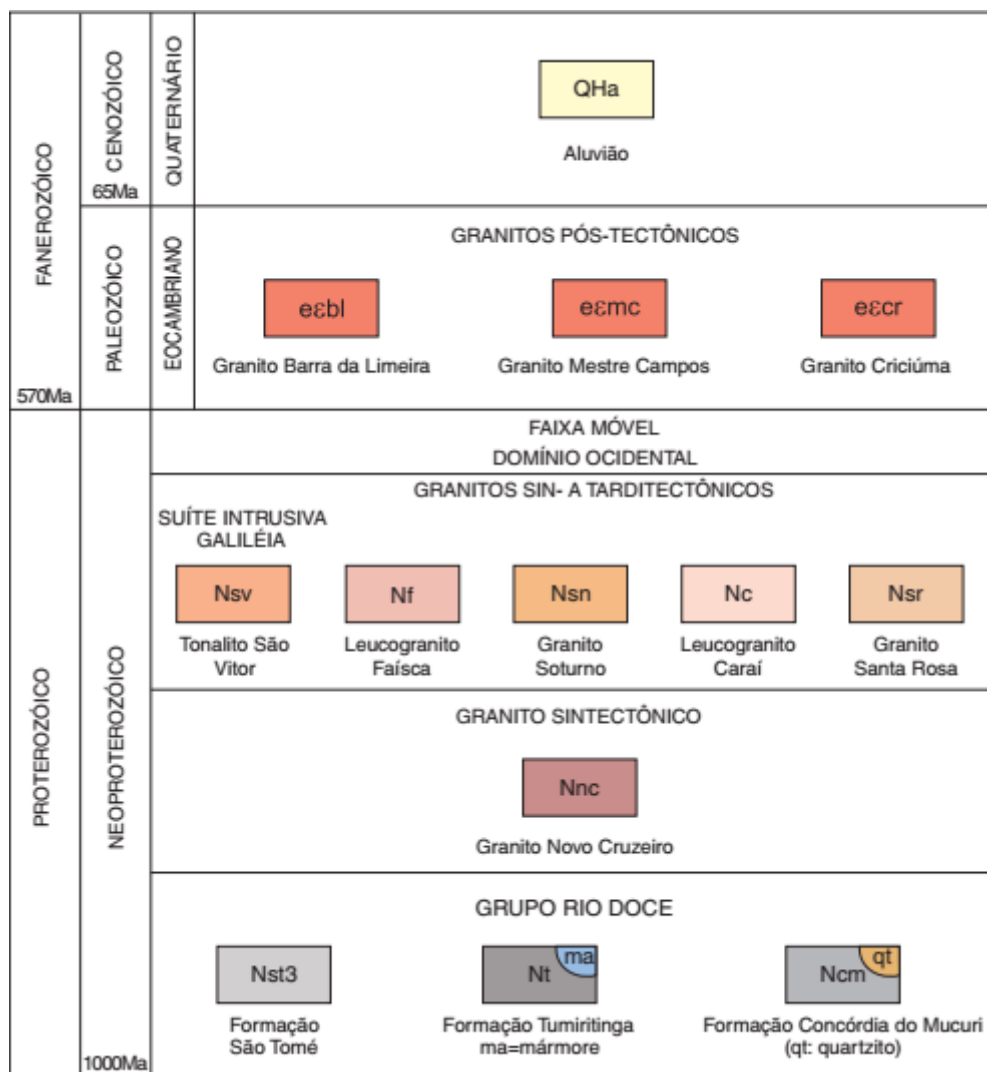 FANEROZÓICO
CENOZÓICO
65Ma
QUATERNÁRIO
QHa
Aluvião
PALEOZÓICO
570Ma
EOCAMBRIANO
GRANITOS PÓS-TECTÔNICOS
eεbl
eεmc
eεcr
Granito Barra da Limeira
Granito Mestre Campos
Granito Criciúma
PROTEROZÓICO
NEOPROTEROZÓICO
1000Ma
FAIXA MÓVEL
DOMÍNIO OCIDENTAL
GRANITOS SIN- A TARDITECTÔNICOS
SUÍTE INTRUSIVA
GALILÉIA
Nsv
Nf
Nsn
Nc
Nsr
Tonalito São
Vitor
Leucogranito
Faísca
Granito
Soturno
Leucogranito
Caraí
Granito
Santa Rosa
GRANITO SINTECTÔNICO
Nnc
Granito Novo Cruzeiro
GRUPO RIO DOCE
Nst3
Nt
ma
Ncm
qt
Formação
São Tomé
Formação Tumiritinga
ma=mármore
Formação Concórdia do Mucuri
(qt: quartzito)